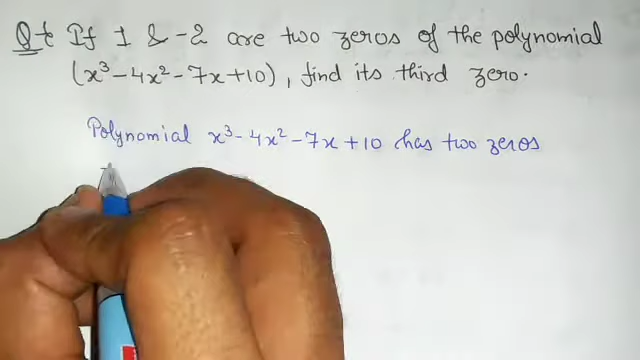 Q: If 1 & -2 are two zeros of the polynomial
(x³-4x²-7x+10), find its third zero.
Polynomial x³-4x²-7x+10 has two zeros